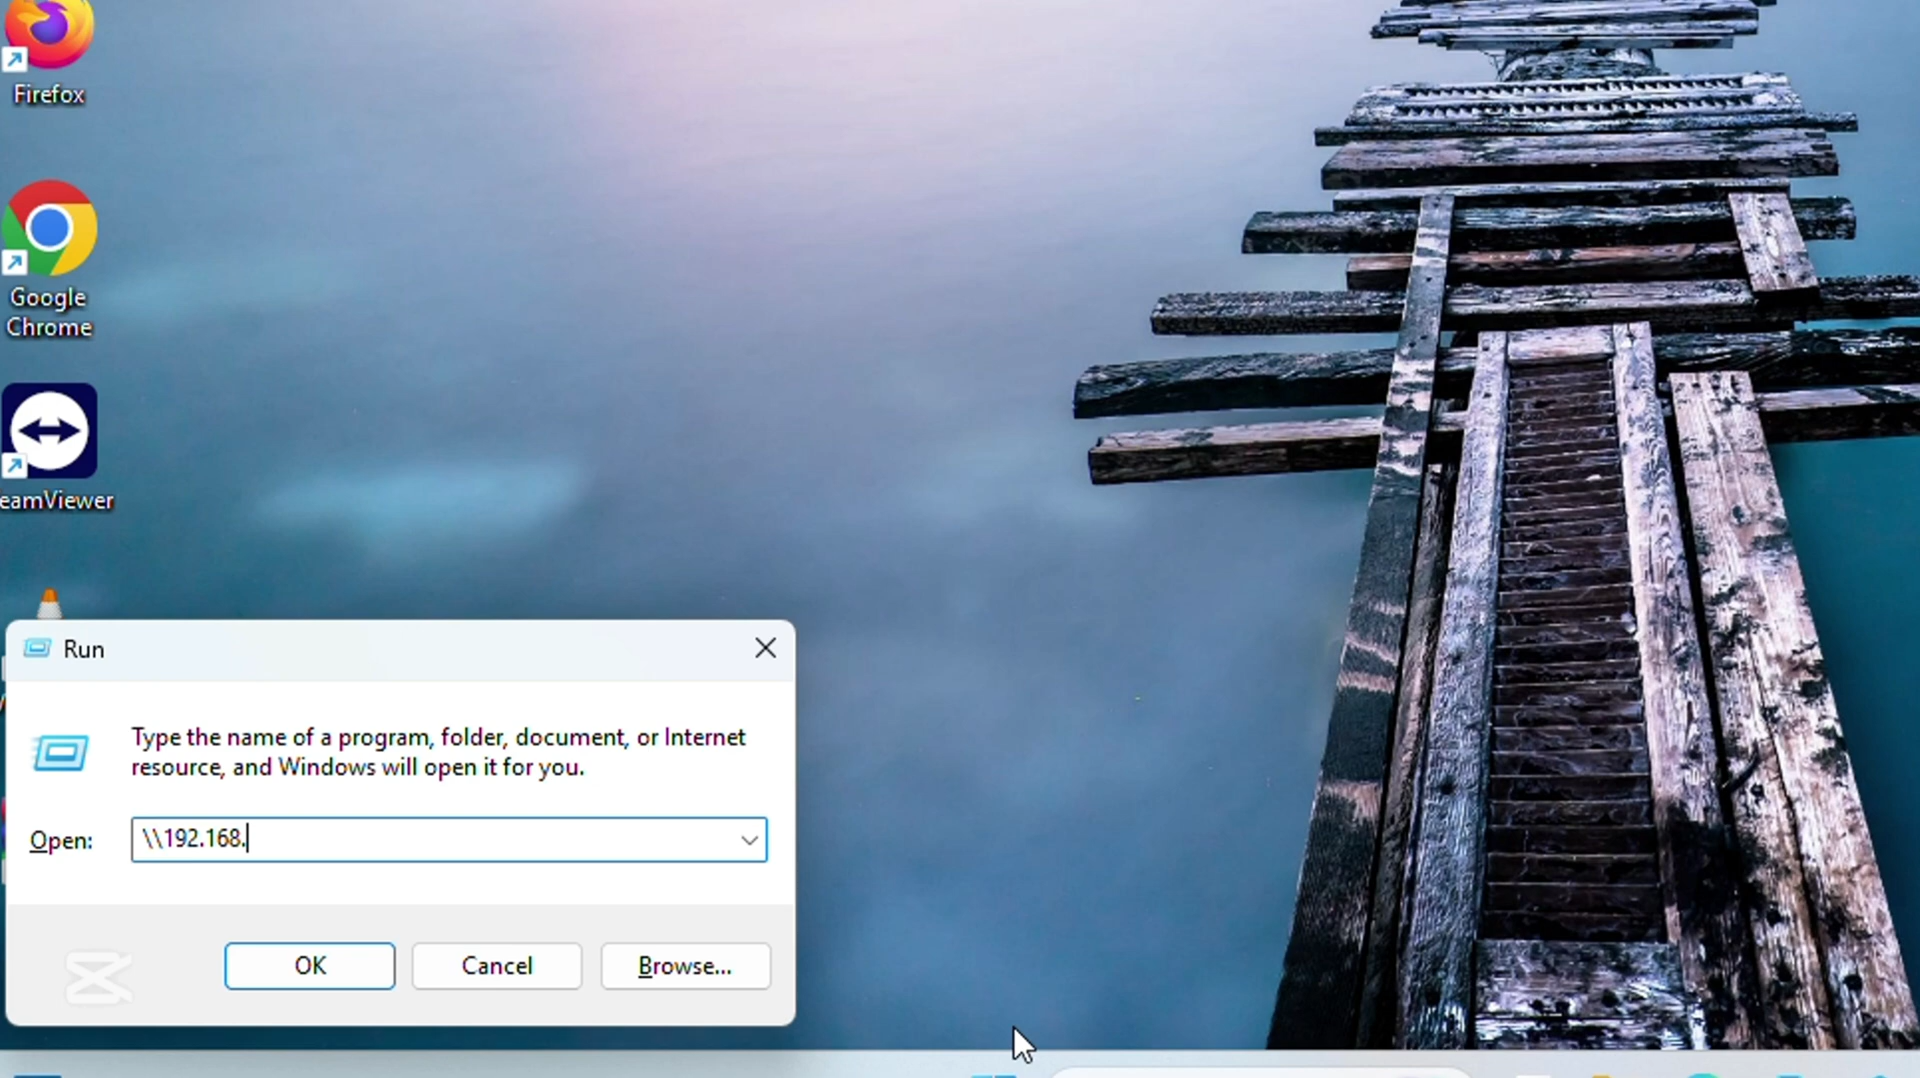 Firefox
Google
Chrome
eamViewer
Run
Type the name of a program, folder, document, or Internet
resource, and Windows will open it for you.
Open:
\\192.168.
OK
Cancel
Browse...